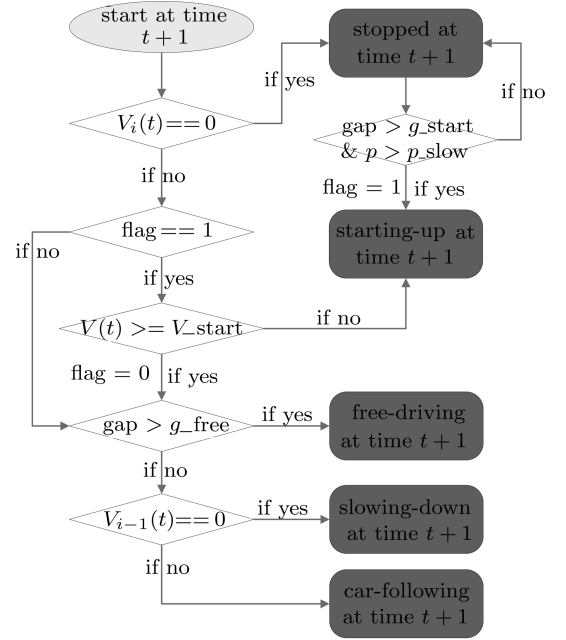 start at time
t + 1
stopped at
time t + 1
if yes
if no
V_i(t)==0
gap > g_start
& p > p_slow
if no
flag = 1
if yes
flag == 1
starting-up at
time t + 1
if no
if yes
V(t) >= V_start
if no
flag = 0
if yes
gap > g_free
if yes
free-driving
at time t + 1
if no
V_{i−1}(t)==0
if yes
slowing-down
at time t + 1
if no
car-following
at time t + 1